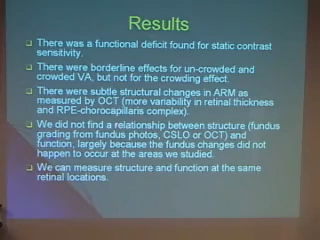 Results
There was a functional deficit found for static contrast
sensitivity.
There were borderline effects for un-crowded and
crowded VA, but not for the crowding effect.
There were subtle structural changes in ARM as
measured by OCT (more variability in retinal thickness
and RPE-chorocapillaris complex).
We did not find a relationship between structure (fundus
grading from fundus photos, CSLO or OCT) and
function, largely because the fundus changes did not
happen to occur at the areas we studied.
We can measure structure and function at the same
retinal locations.